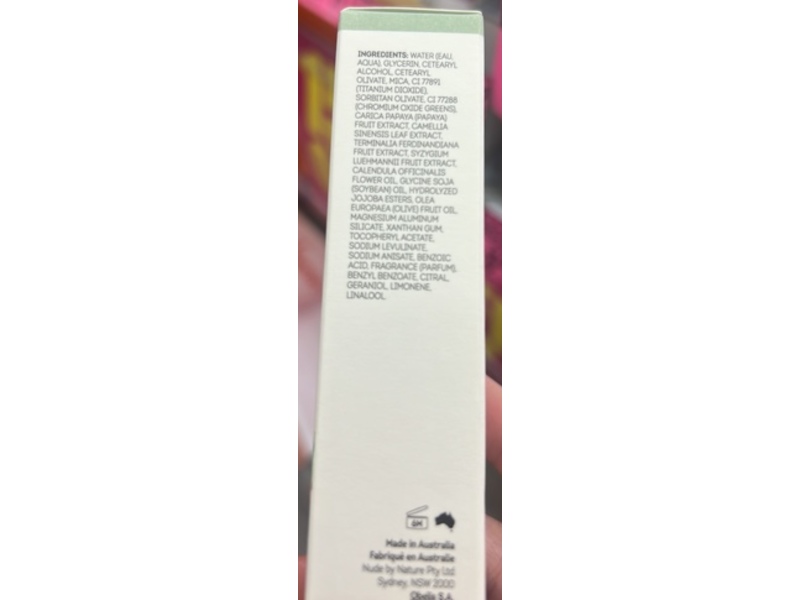 INGREDIENTS: WATER (EAU,
AQUA), GLYCERIN, CETEARYL
ALCOHOL, CETEARYL
OLIVATE, MICA, CI 77891
(TITANIUM DIOXIDE),
SORBITAN OLIVATE, CI 77288
(CHROMIUM OXIDE GREENS),
CARICA PAPAYA (PAPAYA)
FRUIT EXTRACT, CAMELLIA
SINENSIS LEAF EXTRACT,
TERMINALIA FERDINANDIANA
FRUIT EXTRACT, SYZYGIUM
LUEHMANNII FRUIT EXTRACT,
CALENDULA OFFICINALIS
FLOWER OIL, GLYCINE SOJA
(SOYBEAN) OIL, HYDROLYZED
JOJOBA ESTERS, OLEA
EUROPAEA (OLIVE) FRUIT OIL,
MAGNESIUM ALUMINUM
SILICATE, XANTHAN GUM,
TOCOPHERYL ACETATE,
SODIUM LEVULINATE,
SODIUM ANISATE, BENZOIC
ACID, FRAGRANCE (PARFUM),
BENZYL BENZOATE, CITRAL,
GERANIOL, LIMONENE,
LINALOOL.
6M
Made in Australia
Fabriqué en Australie
Nude by Nature Pty Ltd
Sydney, NSW 2000
Obelis S.A.